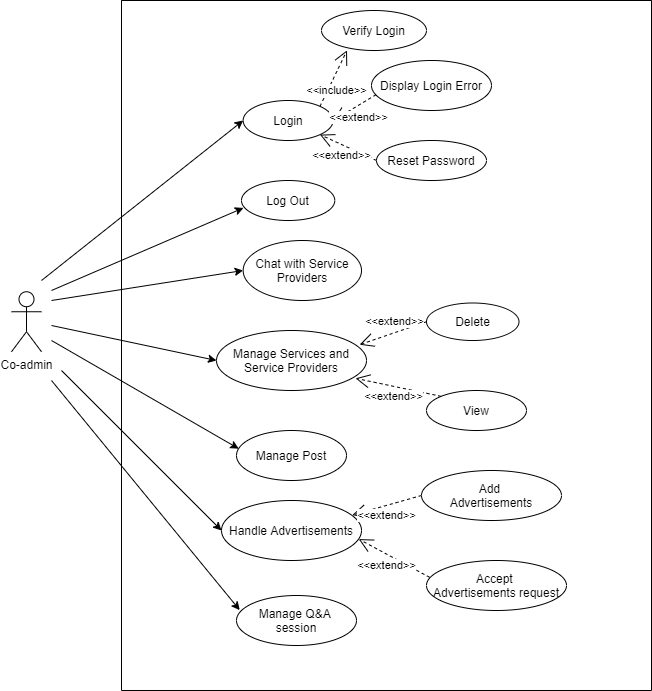 Verify Login
Display Login Error
<<include>>
<<extend>>
Login
<<extend>>
Reset Password
Log Out
Chat with Service
Providers
Co-admin
<<extend>>
Delete
Manage Services and
Service Providers
<<extend>>
View
Manage Post
Add
Advertisements
<<extend>>
Handle Advertisements
<<extend>>
Accept
Advertisements request
Manage Q&A
session